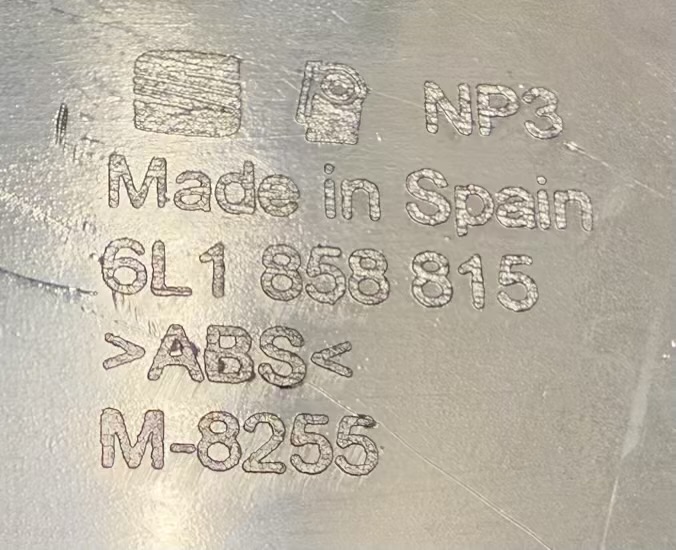 NP3
Made in Spain
6L1 858 815
>ABS<
M-8255